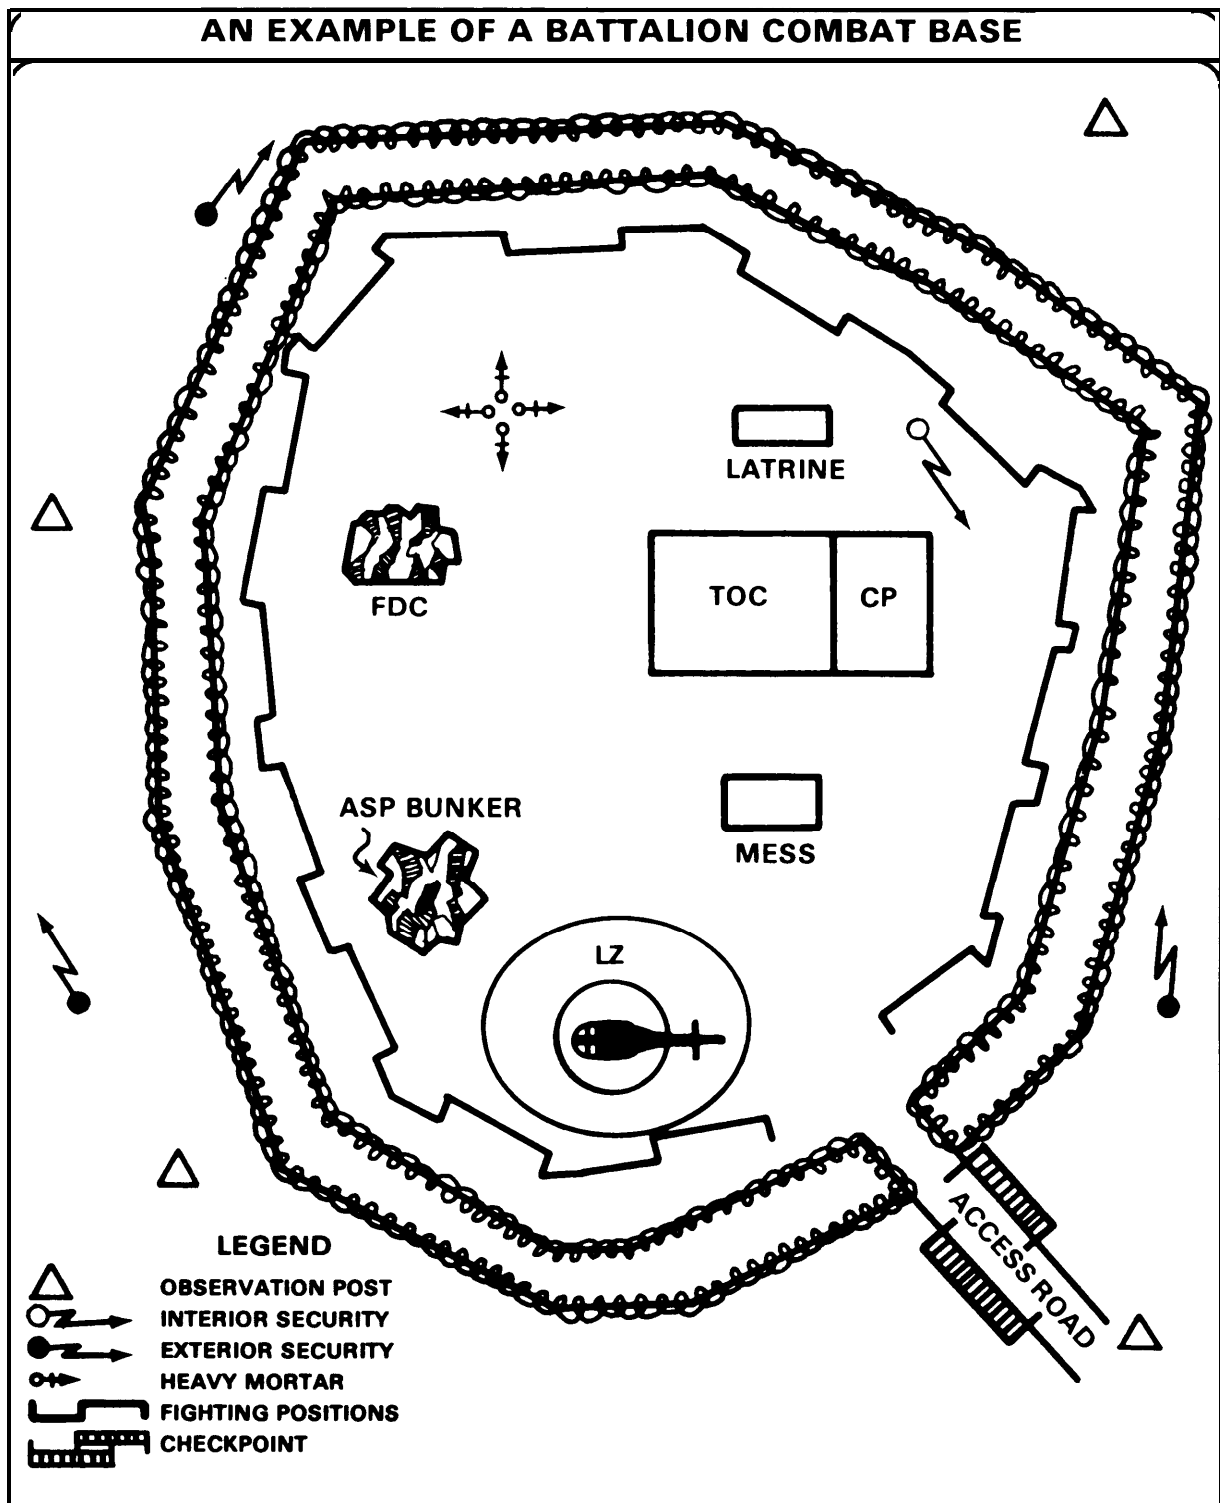 AN EXAMPLE OF A BATTALION COMBAT BASE
LATRINE
TOC
CP
FDC
ASP BUNKER
MESS
LZ
ACCESS ROAD
LEGEND
OBSERVATION POST
INTERIOR SECURITY
EXTERIOR SECURITY
HEAVY MORTAR
FIGHTING POSITIONS
CHECKPOINT